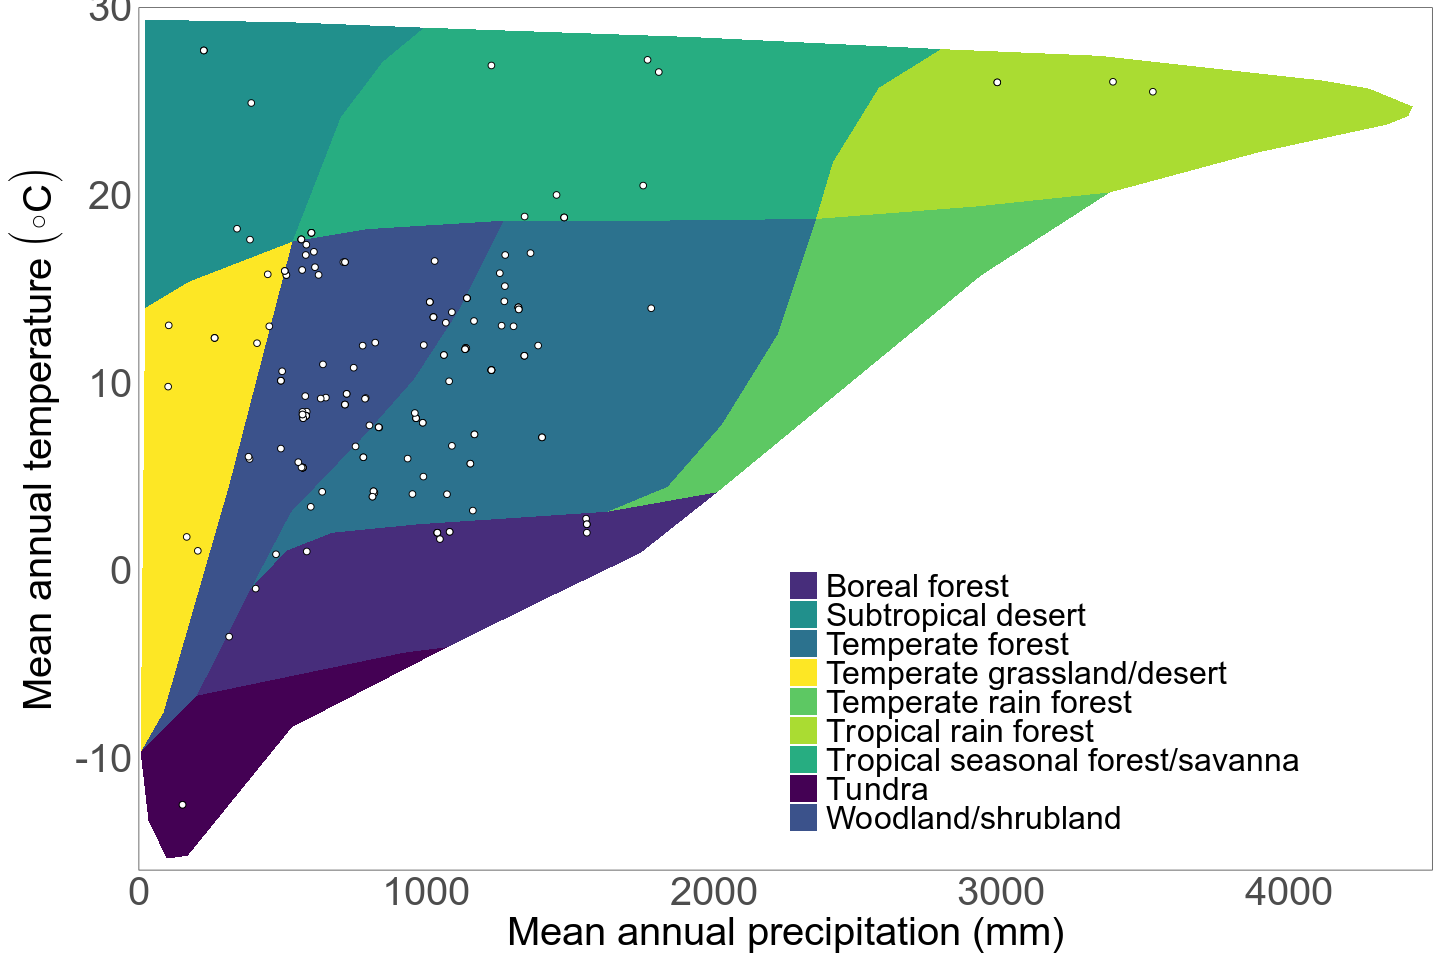 30
20
10
0
-10
Mean annual temperature (∘C)
0 1000 2000 3000 4000
Mean annual precipitation (mm)
Boreal forest
Subtropical desert
Temperate forest
Temperate grassland/desert
Temperate rain forest
Tropical rain forest
Tropical seasonal forest/savanna
Tundra
Woodland/shrubland